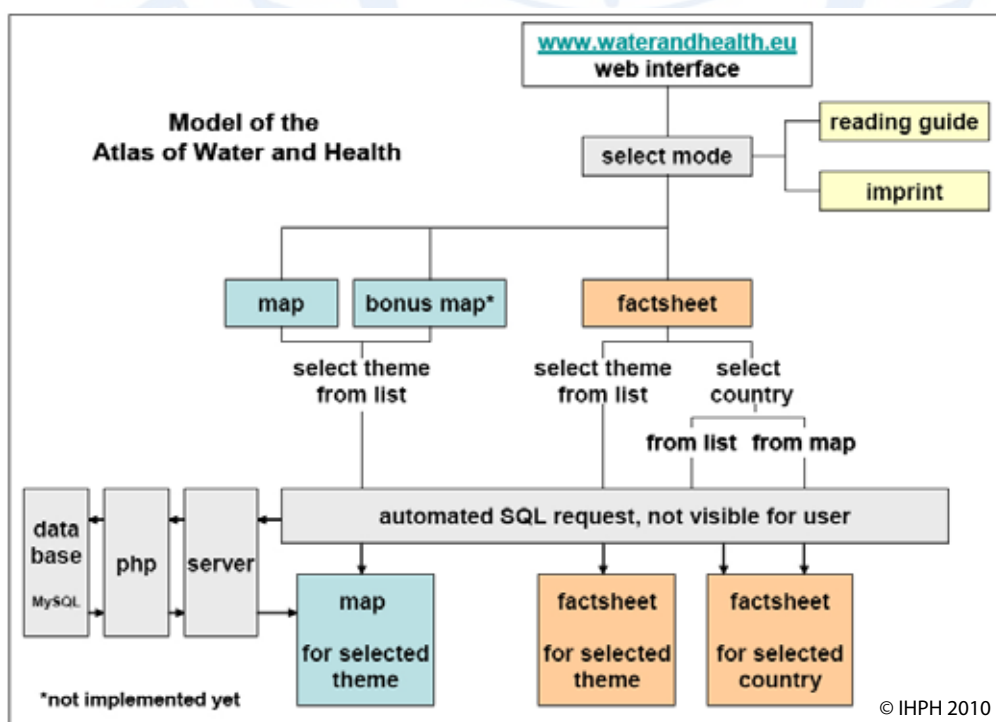 www.waterandhealth.eu
web interface
Model of the
Atlas of Water and Health
select mode
reading guide
imprint
map
bonus map*
factsheet
select theme
from list
select theme
from list
select
country
from list
from map
data
base
MySQL
php
server
automated SQL request, not visible for user
map
for selected
theme
factsheet
for selected
theme
factsheet
for selected
country
*not implemented yet
© IHPH 2010